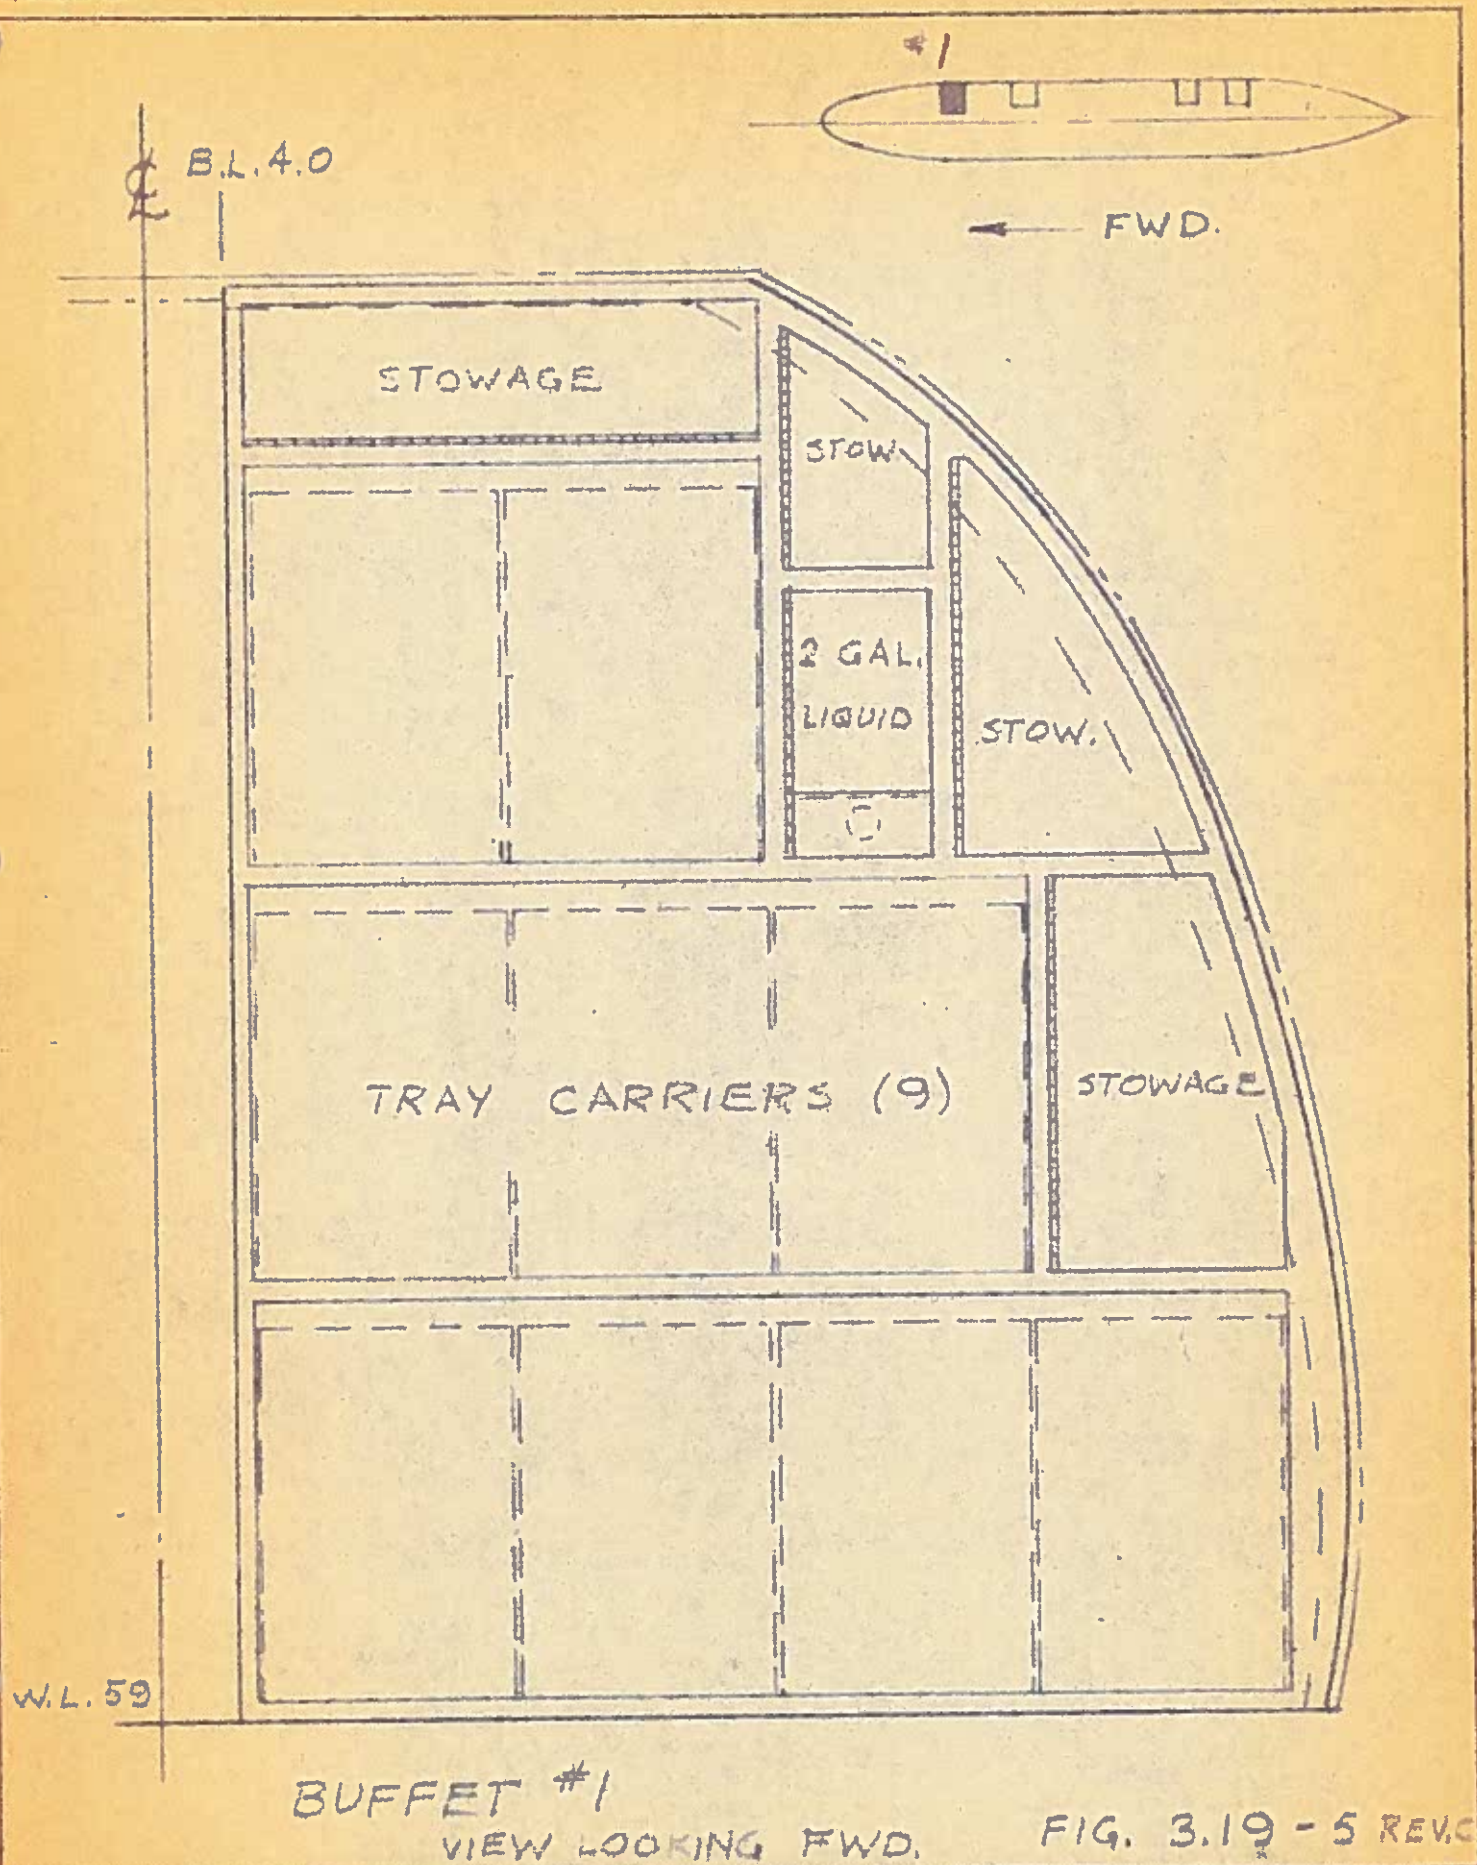 #1
℄ B.L. 4.0
FWD.
STOWAGE
STOW.
2 GAL.
LIQUID
STOW.
TRAY CARRIERS (9)
STOWAGE
W.L. 59
BUFFET #1
VIEW LOOKING FWD.
FIG. 3.19 - 5 REV.C